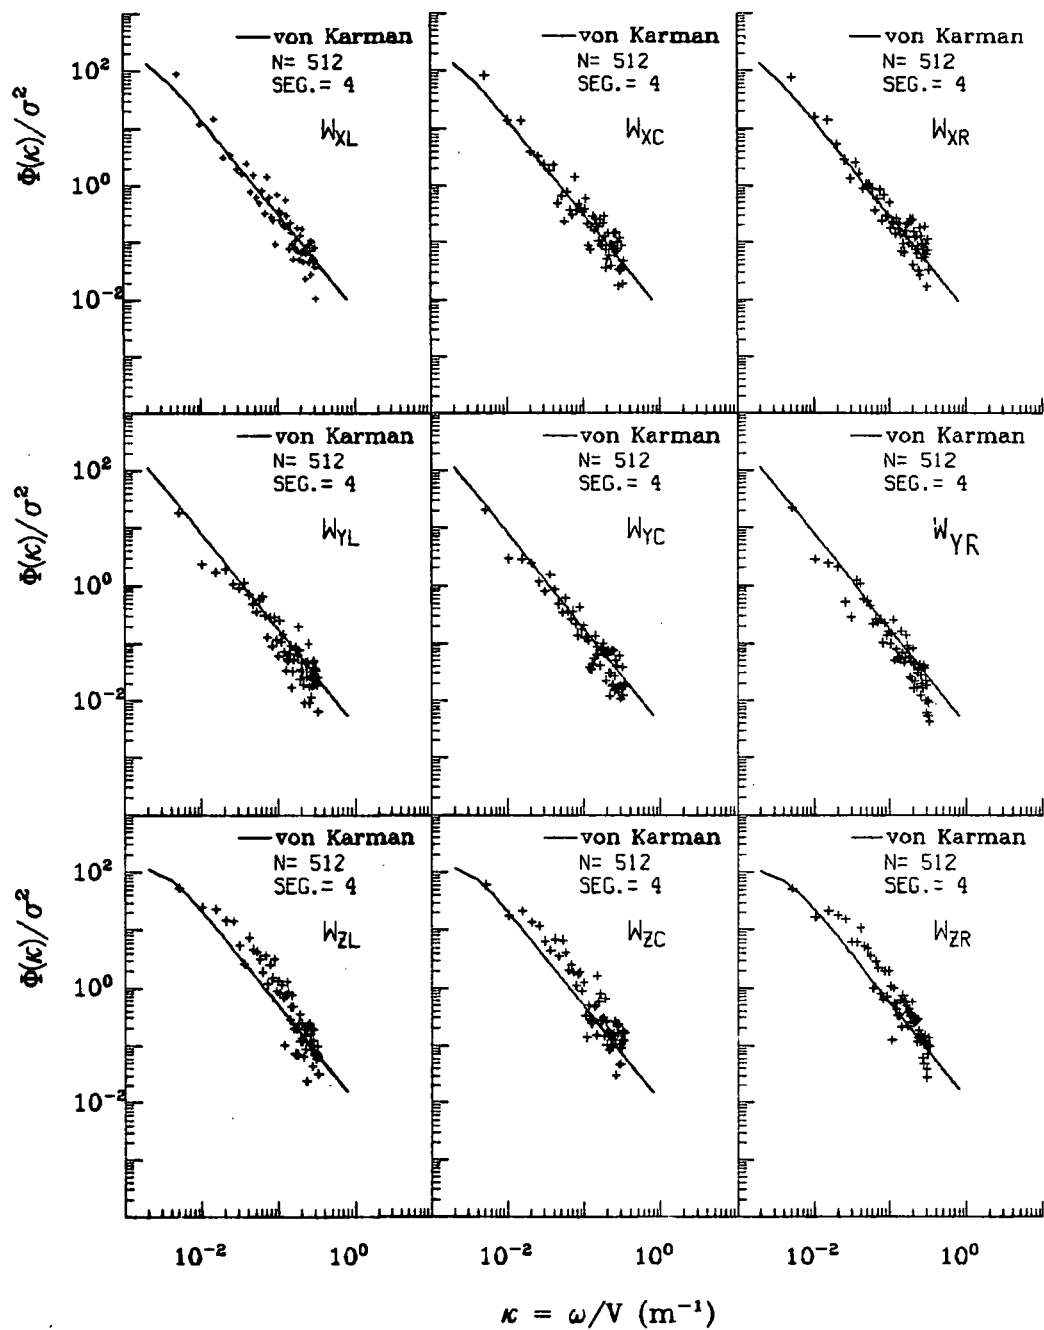 — von Karman
N= 512
SEG.= 4
W_XL
— von Karman
N= 512
SEG.= 4
W_XC
— von Karman
N= 512
SEG.= 4
W_XR
Φ(κ)/σ²
10²
10⁰
10⁻²
— von Karman
N= 512
SEG.= 4
W_YL
— von Karman
N= 512
SEG.= 4
W_YC
— von Karman
N= 512
SEG.= 4
W_YR
Φ(κ)/σ²
10²
10⁰
10⁻²
— von Karman
N= 512
SEG.= 4
W_ZL
— von Karman
N= 512
SEG.= 4
W_ZC
— von Karman
N= 512
SEG.= 4
W_ZR
Φ(κ)/σ²
10²
10⁰
10⁻²
10⁻² 10⁰ 10⁻² 10⁰ 10⁻² 10⁰
κ = ω/V (m⁻¹)